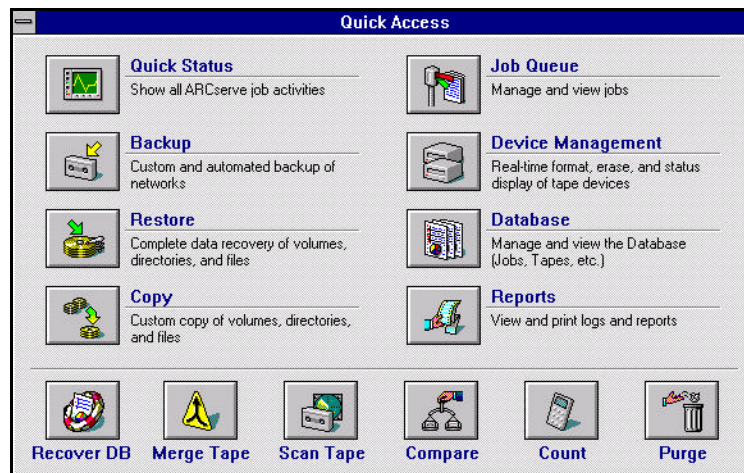 Quick Access
Quick Status
Show all ARCserve job activities
Job Queue
Manage and view jobs
Backup
Custom and automated backup of
networks
Device Management
Real-time format, erase, and status
display of tape devices
Restore
Complete data recovery of volumes,
directories, and files
Database
Manage and view the Database
(Jobs, Tapes, etc.)
Copy
Custom copy of volumes, directories,
and files
Reports
View and print logs and reports
Recover DB
Merge Tape
Scan Tape
Compare
Count
Purge